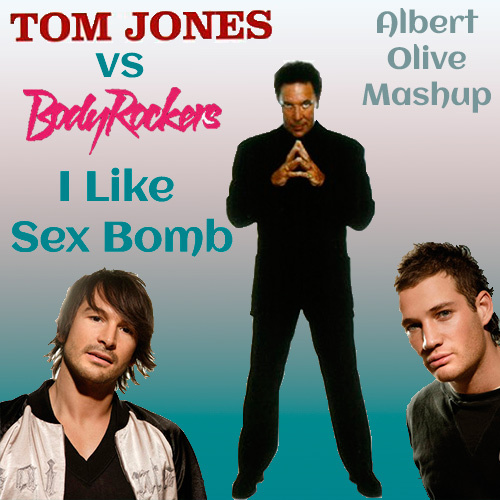 TOM JONES
VS
BodyRockers
I Like
Sex Bomb
Albert
Olive
Mashup